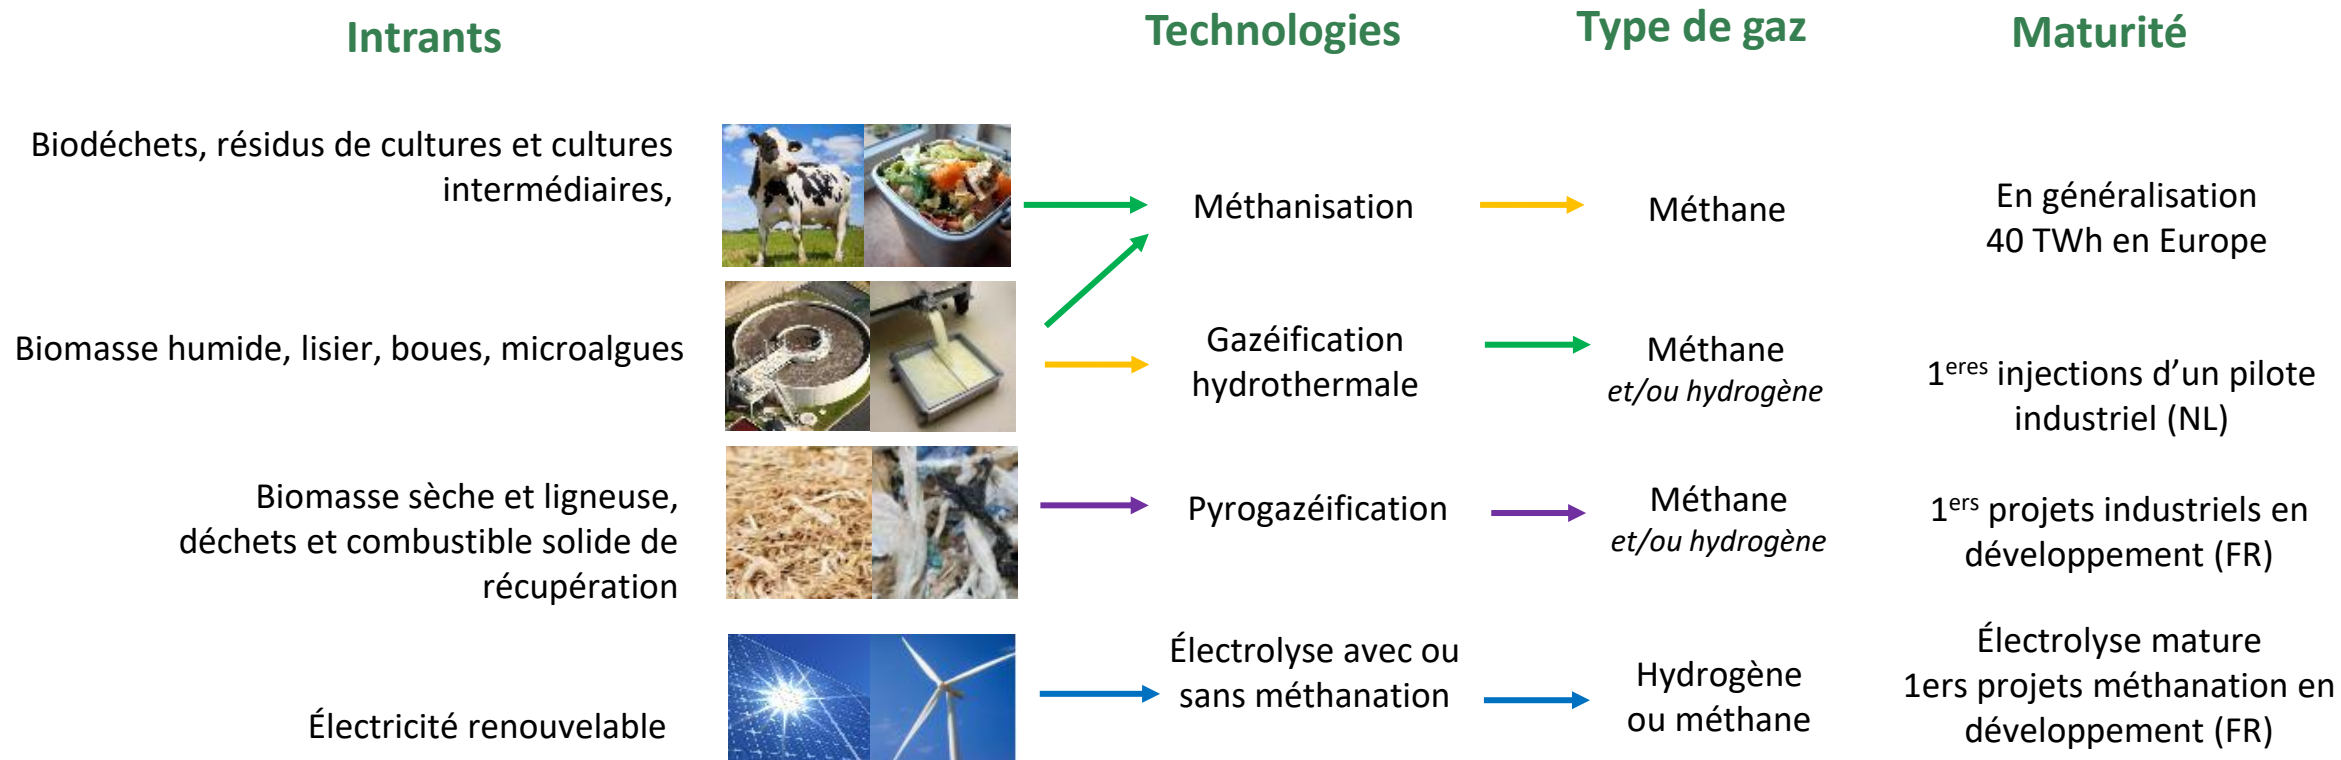 Intrants
Technologies
Type de gaz
Maturité
Biodéchets, résidus de cultures et cultures
intermédiaires,
Méthanisation
Méthane
En généralisation
40 TWh en Europe
Biomasse humide, lisier, boues, microalgues
Gazéification
hydrothermale
Méthane
et/ou hydrogène
1eres injections d’un pilote
industriel (NL)
Biomasse sèche et ligneuse,
déchets et combustible solide de
récupération
Pyrogazéification
Méthane
et/ou hydrogène
1ers projets industriels en
développement (FR)
Électricité renouvelable
Électrolyse avec ou
sans méthanation
Hydrogène
ou méthane
Électrolyse mature
1ers projets méthanation en
développement (FR)